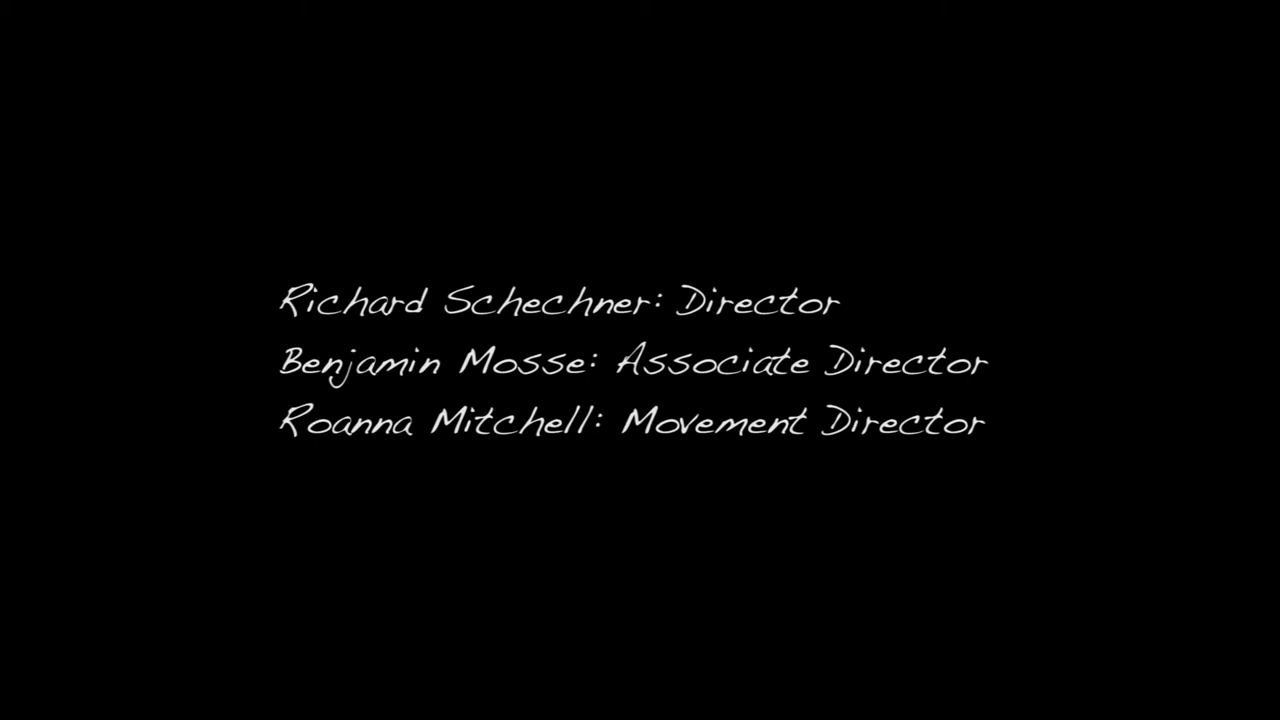 Richard Schechner: Director
Benjamin Mosse: Associate Director
Roanna Mitchell: Movement Director